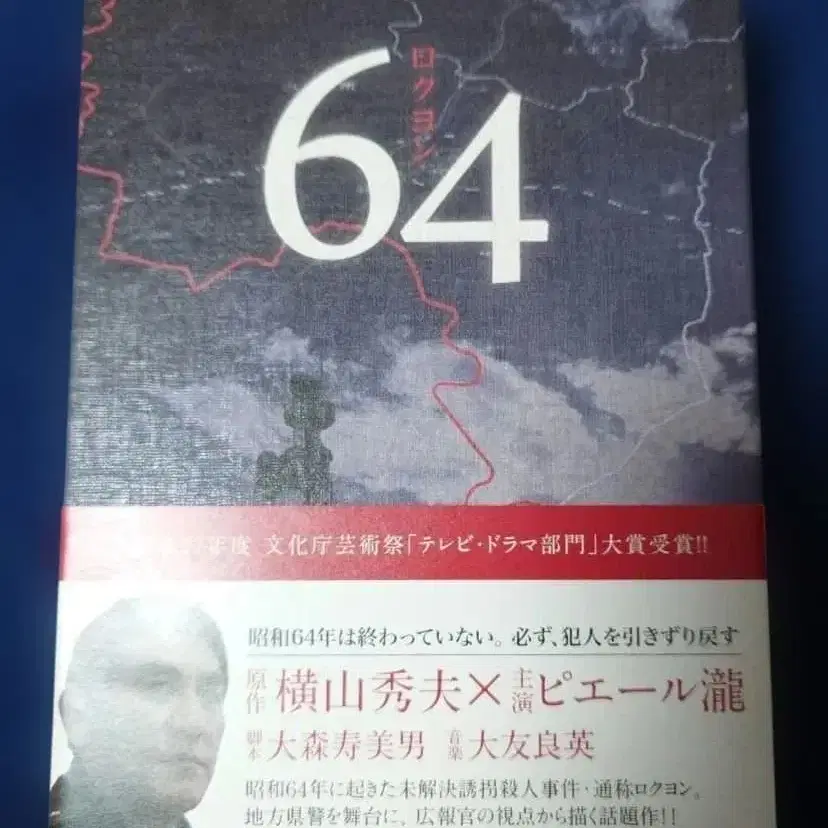 64
ロクヨン
年度 文化庁芸術祭「テレビ・ドラマ部門」大賞受賞!!
昭和64年は終わっていない。必ず、犯人を引きずり戻す
原作 横山秀夫×主演 ピエール瀧
脚本 大森寿美男 音楽 大友良英
昭和64年に起きた未解決誘拐殺人事件・通称ロクヨン。
地方県警を舞台に、広報官の視点から描く話題作!!